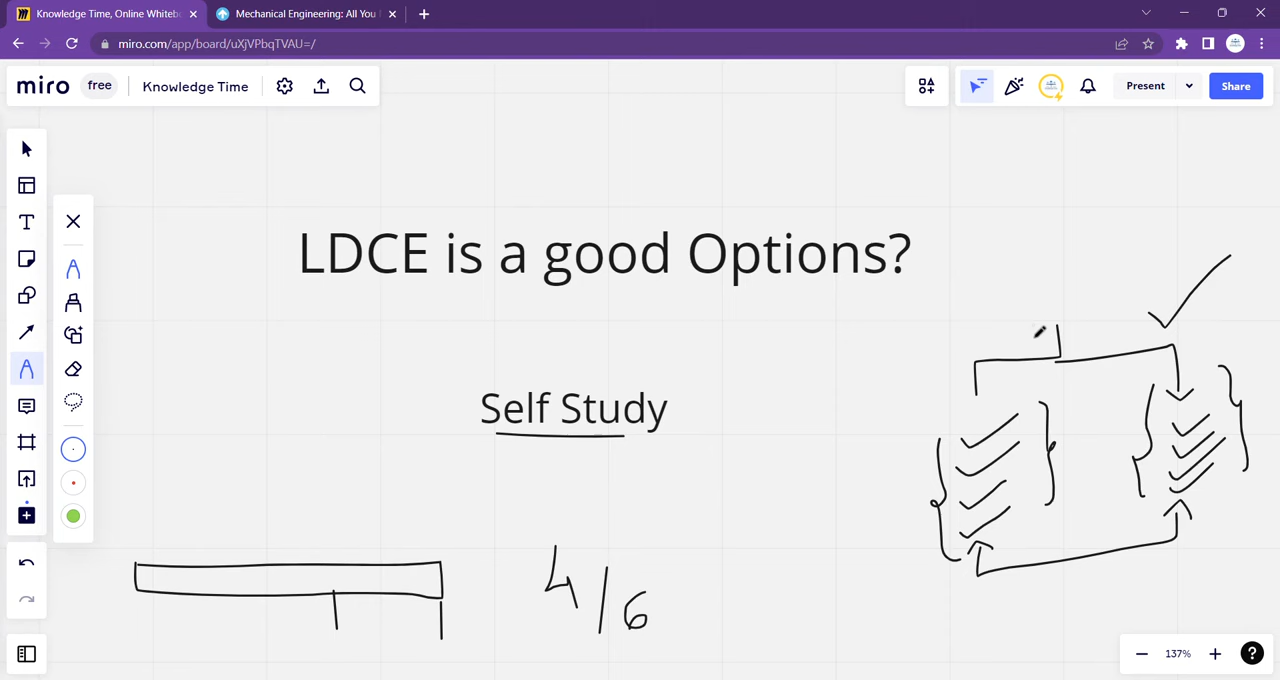 Knowledge Time, Online Whiteb
Mechanical Engineering: All You
miro.com/app/board/uXjVPbqTVAU=/
miro
free
Knowledge Time
Present
Share
LDCE is a good Options?
Self Study
4/6
137%
?